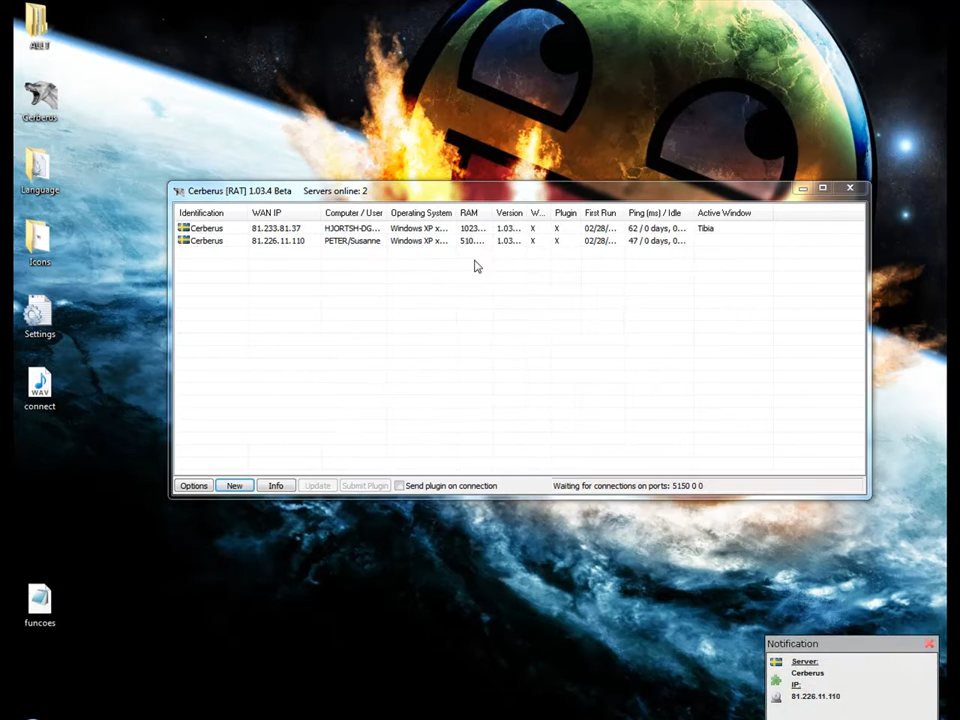 ALL I
Cerberus
Language
Icons
Settings
WAV
connect
funcoes
Cerberus [RAT] 1.03.4 Beta Servers online: 2
Identification WAN IP Computer / User Operating System RAM Version W... Plugin First Run Ping (ms) / Idle Active Window
Cerberus 81.233.81.37 HJORTSH-DG... Windows XP x... 1023... 1.03... X X 02/28/... 62 / 0 days, 0... Tibia
Cerberus 81.226.11.110 PETER/Susanne Windows XP x... 510.... 1.03... X X 02/28/... 47 / 0 days, 0...
Options New Info Update Submit Plugin Send plugin on connection Waiting for connections on ports: 5150 0 0
Notification
Server:
Cerberus
IP:
81.226.11.110